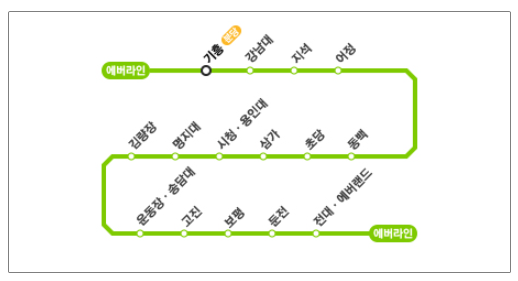 에버라인
기흥 분당
강남대
지석
어정
김량장
명지대
시청·용인대
삼가
초당
동백
운동장·송담대
고진
보평
둔전
전대·에버랜드
에버라인